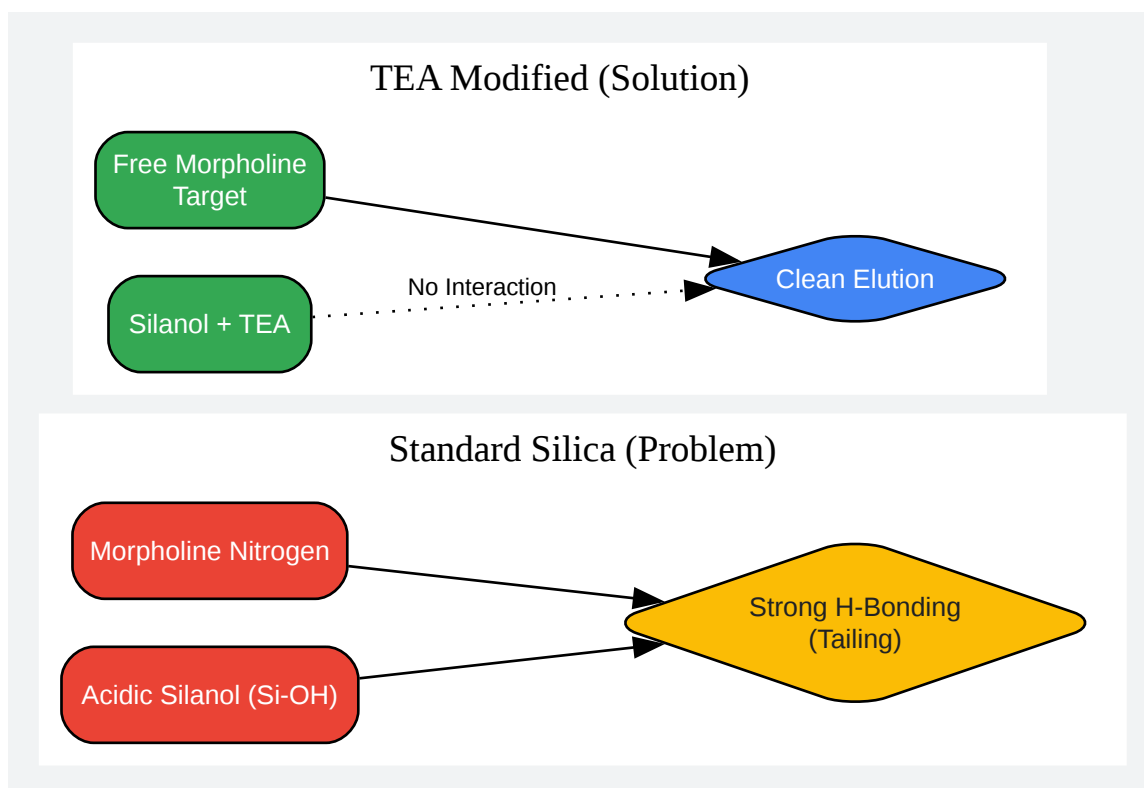 TEA Modified (Solution)
Free Morpholine
Target
No Interaction
Clean Elution
Silanol + TEA
Standard Silica (Problem)
Morpholine Nitrogen
Strong H-Bonding
(Tailing)
Acidic Silanol (Si-OH)